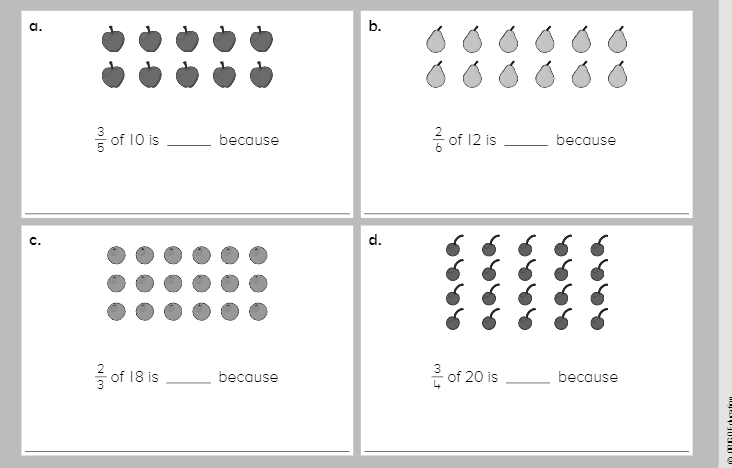 a.
3/5 of 10 is ______ because
b.
2/6 of 12 is ______ because
c.
2/3 of 18 is ______ because
d.
3/4 of 20 is ______ because